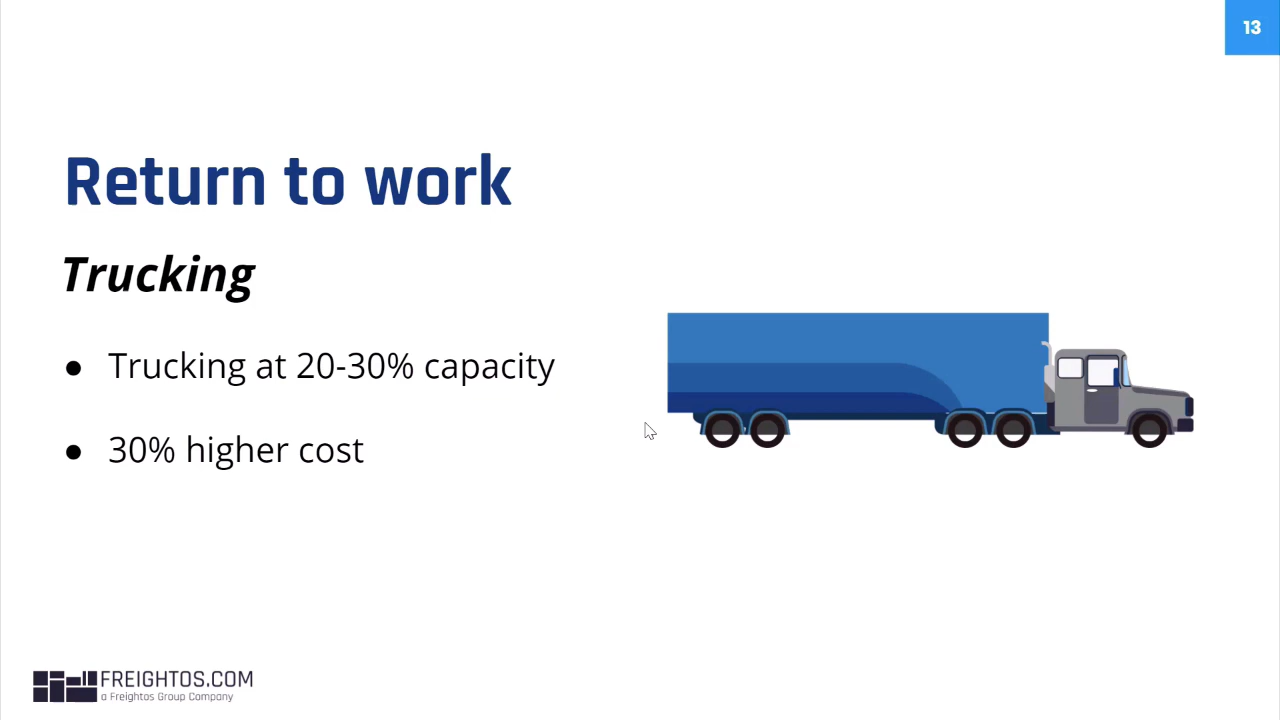 13
Return to work
Trucking
● Trucking at 20-30% capacity
● 30% higher cost
FREIGHTOS.COM
a Freightos Group Company